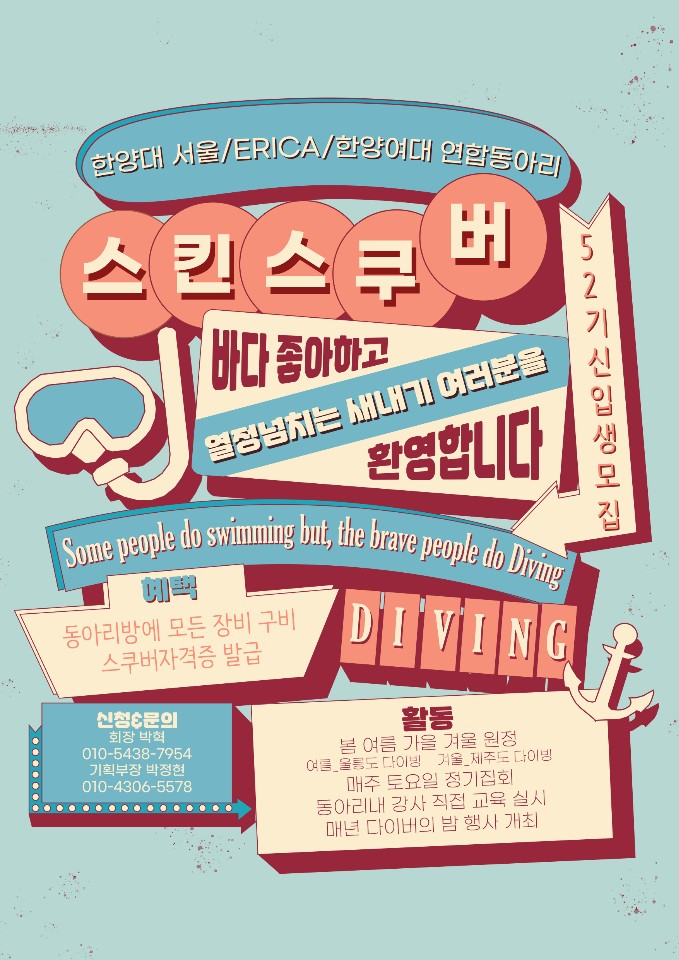 한양대 서울/ERICA/한양여대 연합동아리
스킨스쿠버
52기신입생모집
바다 좋아하고
열정넘치는 새내기 여러분을
환영합니다
Some people do swimming but, the brave people do Diving
혜택
동아리방에 모든 장비 구비
스쿠버자격증 발급
DIVING
신청&문의
회장 박혁
010-5438-7954
기획부장 박정현
010-4306-5578
활동
봄 여름 가을 겨울 원정
여름_울릉도 다이빙 겨울_제주도 다이빙
매주 토요일 정기집회
동아리내 강사 직접 교육 실시
매년 다이버의 밤 행사 개최